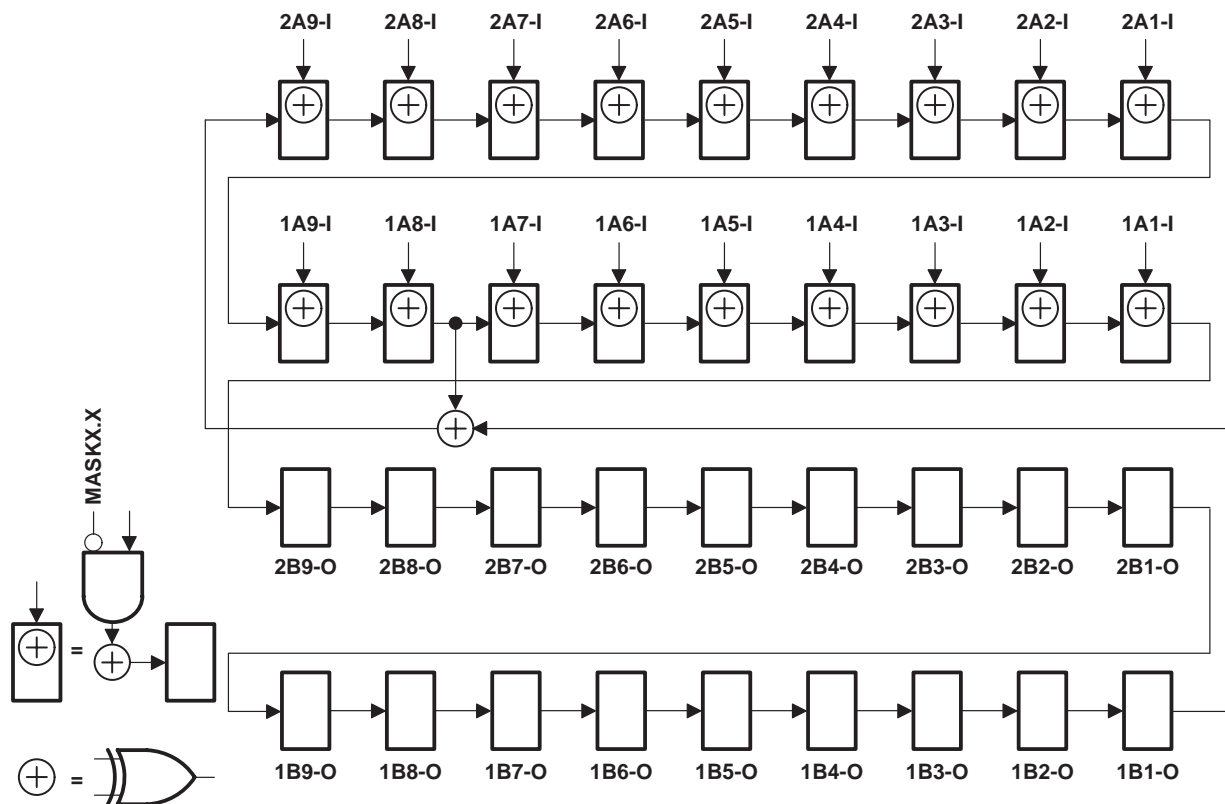 2A9-I 2A8-I 2A7-I 2A6-I 2A5-I 2A4-I 2A3-I 2A2-I 2A1-I
1A9-I 1A8-I 1A7-I 1A6-I 1A5-I 1A4-I 1A3-I 1A2-I 1A1-I
MASKX.X
2B9-O 2B8-O 2B7-O 2B6-O 2B5-O 2B4-O 2B3-O 2B2-O 2B1-O
=
1B9-O 1B8-O 1B7-O 1B6-O 1B5-O 1B4-O 1B3-O 1B2-O 1B1-O
=